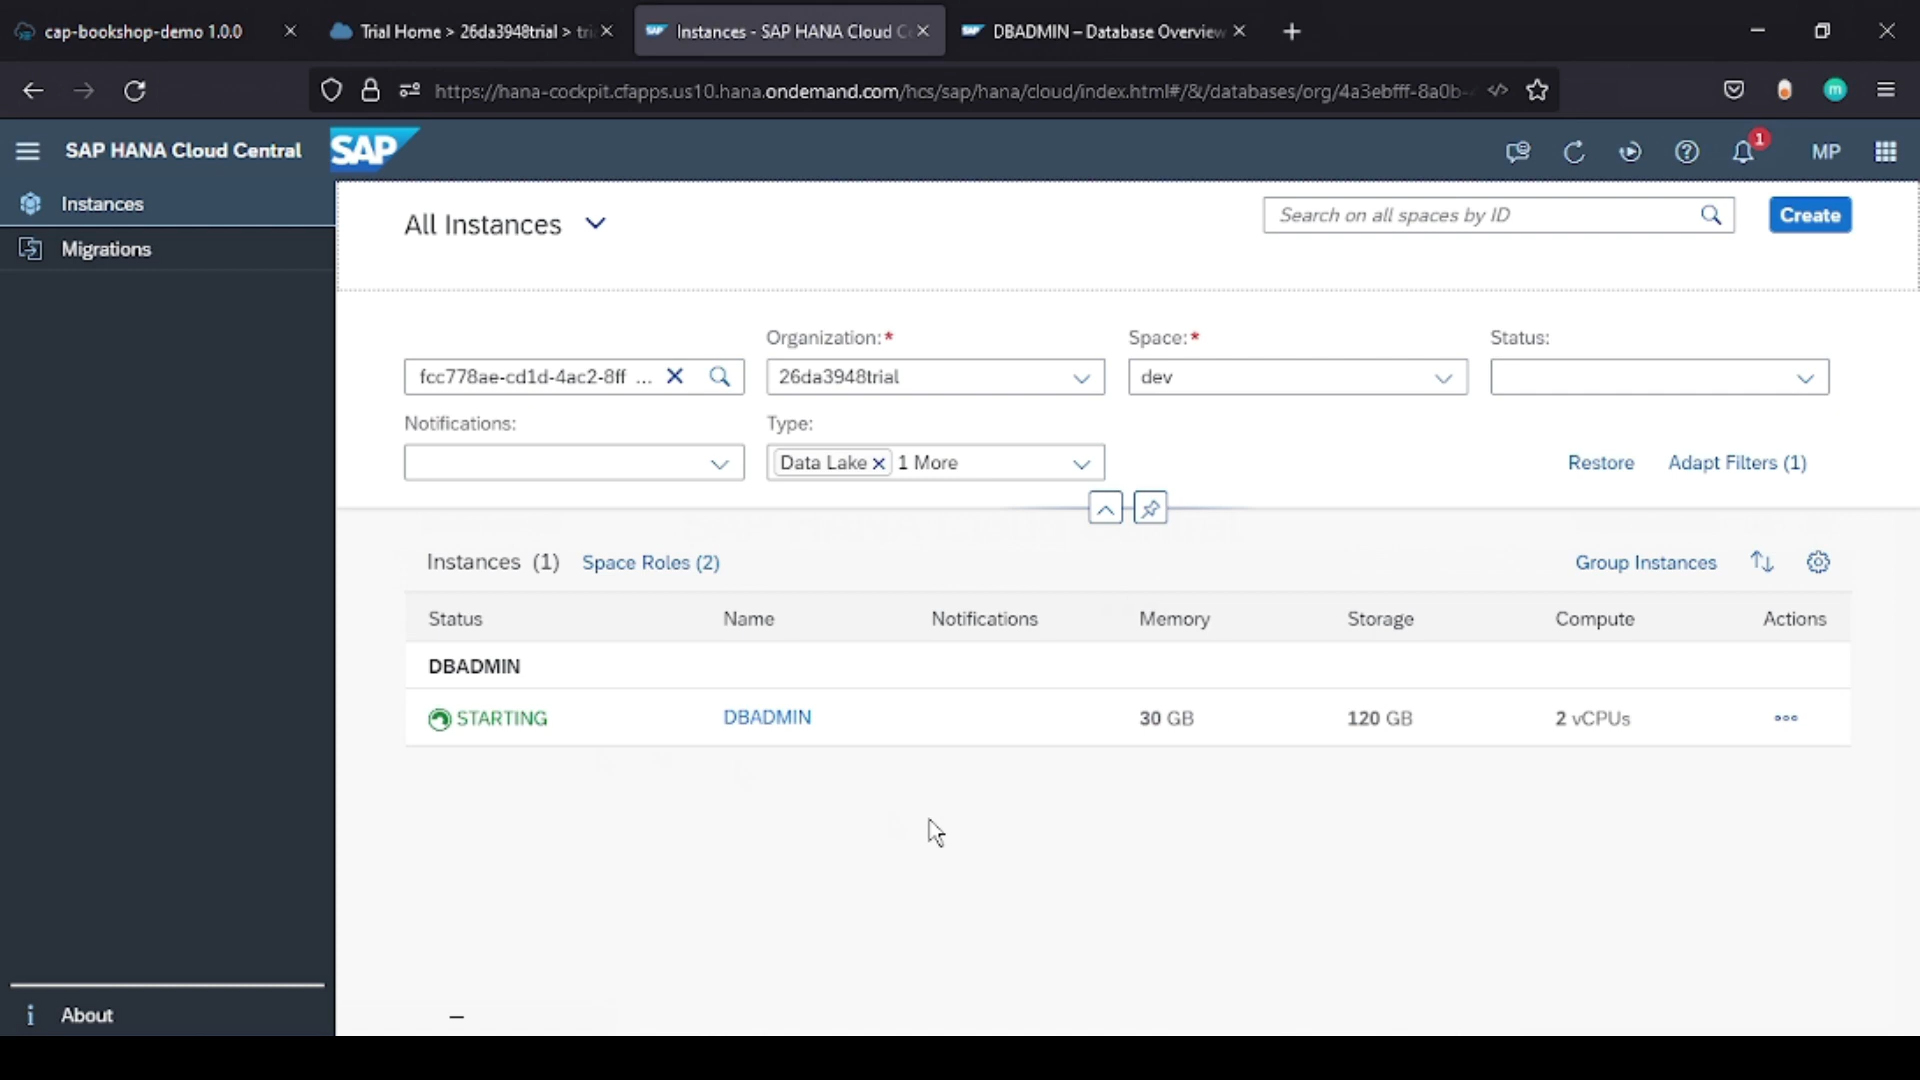 cap-bookshop-demo 1.0.0
Trial Home > 26da3948trial > tri
Instances - SAP HANA Cloud C
DBADMIN – Database Overview
https://hana-cockpit.cfapps.us10.hana.ondemand.com/hcs/sap/hana/cloud/index.html#/&/databases/org/4a3ebfff-8a0b-
m
SAP HANA Cloud Central
SAP
1
MP
Instances
Migrations
All Instances
Search on all spaces by ID
Create
Organization:*
Space:*
Status:
fcc778ae-cd1d-4ac2-8ff ...
26da3948trial
dev
Notifications:
Type:
Data Lake
1 More
Restore
Adapt Filters (1)
Instances (1)
Space Roles (2)
Group Instances
Status
Name
Notifications
Memory
Storage
Compute
Actions
DBADMIN
STARTING
DBADMIN
30 GB
120 GB
2 vCPUs
About